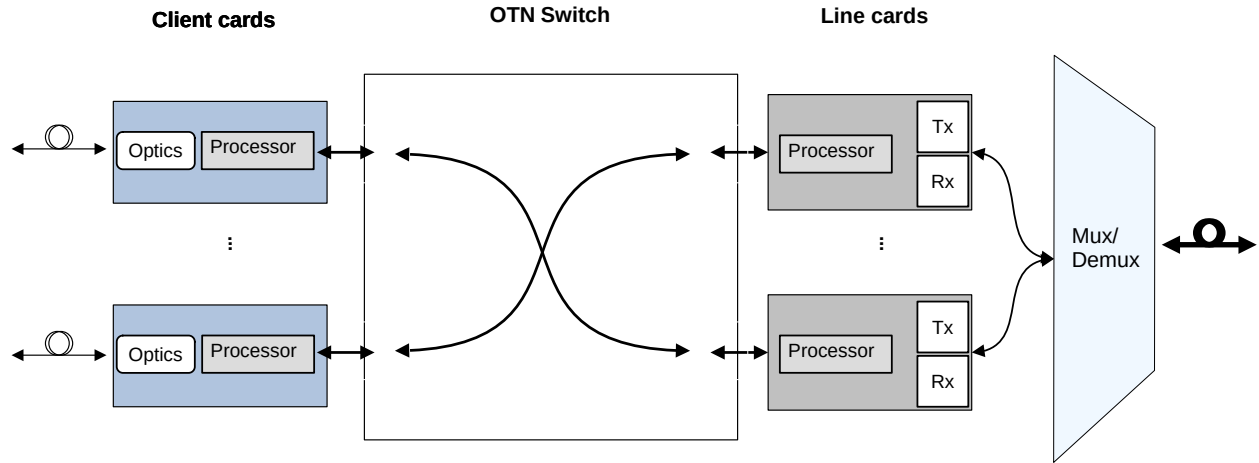 Client cards
OTN Switch
Line cards
Optics
Processor
Processor
Tx
Rx
...
...
Mux/
Demux
Optics
Processor
Processor
Tx
Rx